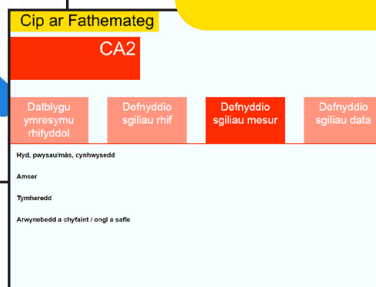 Cip ar Fathemateg
CA2
Datblygu
ymresymu
rhifyddol
Defnyddio
sgiliau rhif
Defnyddio
sgiliau mesur
Defnyddio
sgiliau data
Hyd, pwysau/más, cynhwysedd
Amser
Tymheredd
Arwynebedd a chyfaint / ongl a safle